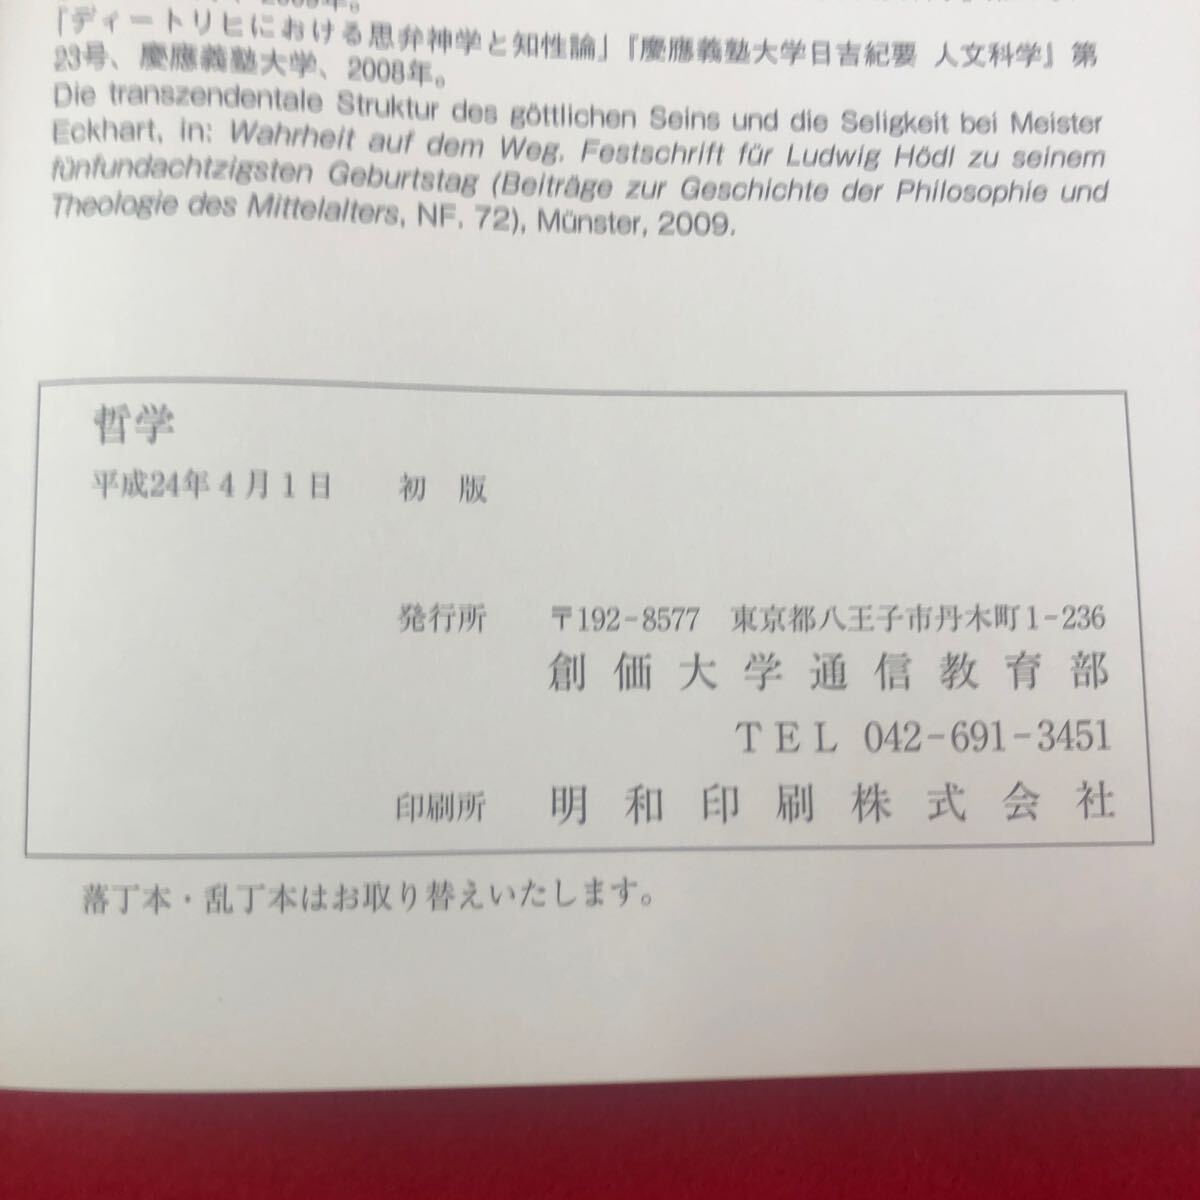 「ディートリヒにおける思弁神学と知性論」『慶應義塾大学日吉紀要 人文科学』第
23号、慶應義塾大学、2008年。
Die transzendentale Struktur des göttlichen Seins und die Seligkeit bei Meister
Eckhart, in: Wahrheit auf dem Weg. Festschrift für Ludwig Hödl zu seinem
fünfundachtzigsten Geburtstag (Beiträge zur Geschichte der Philosophie und
Theologie des Mittelalters, NF. 72), Münster, 2009.
哲学
平成24年4月1日 初版
発行所 〒192-8577 東京都八王子市丹木町1-236
創価大学通信教育部
TEL 042-691-3451
印刷所 明和印刷株式会社
落丁本・乱丁本はお取り替えいたします。